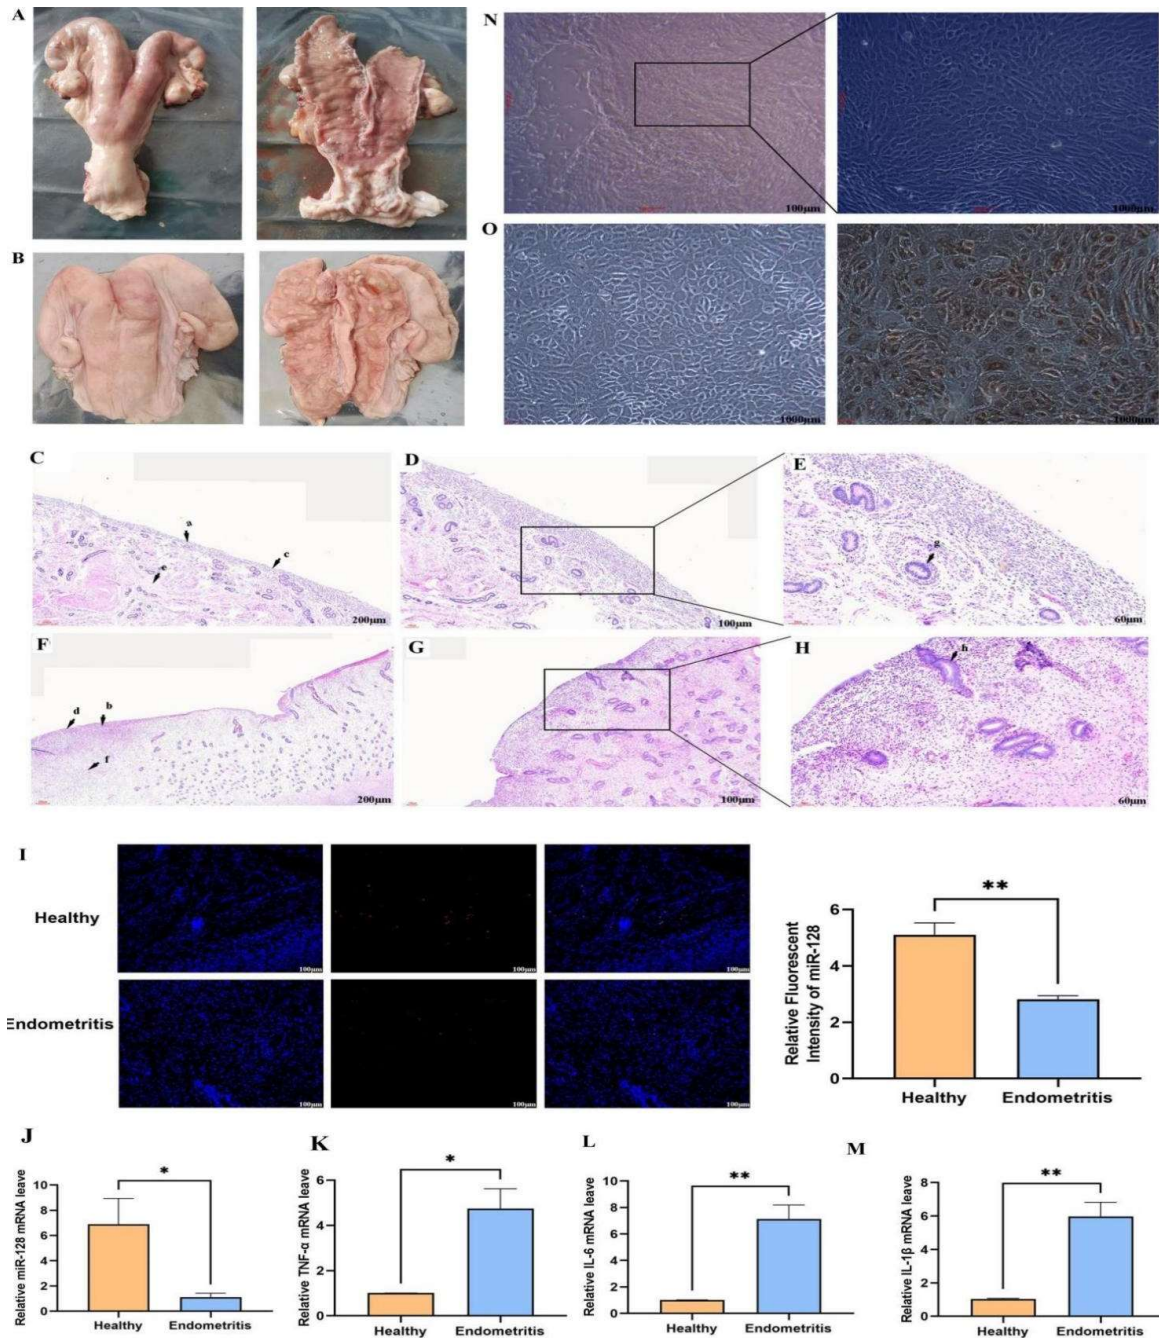 A
B
N
100μm
1000μm
O
1000μm
1000μm
C
a
c
e
200μm
D
100μm
E
g
60μm
F
d
b
f
200μm
G
100μm
H
h
60μm
I
Healthy
100μm
100μm
100μm
Endometritis
100μm
100μm
100μm
Relative Fluorescent
Intensity of miR-128
6
4
2
0
**
Healthy
Endometritis
J
Relative miR-128 mRNA leave
10
8
6
4
2
0
*
Healthy
Endometritis
K
Relative TNF-α mRNA leave
6
4
2
0
*
Healthy
Endometritis
L
Relative IL-6 mRNA leave
10
8
6
4
2
0
**
Healthy
Endometritis
M
Relative IL-1β mRNA leave
8
6
4
2
0
**
Healthy
Endometritis